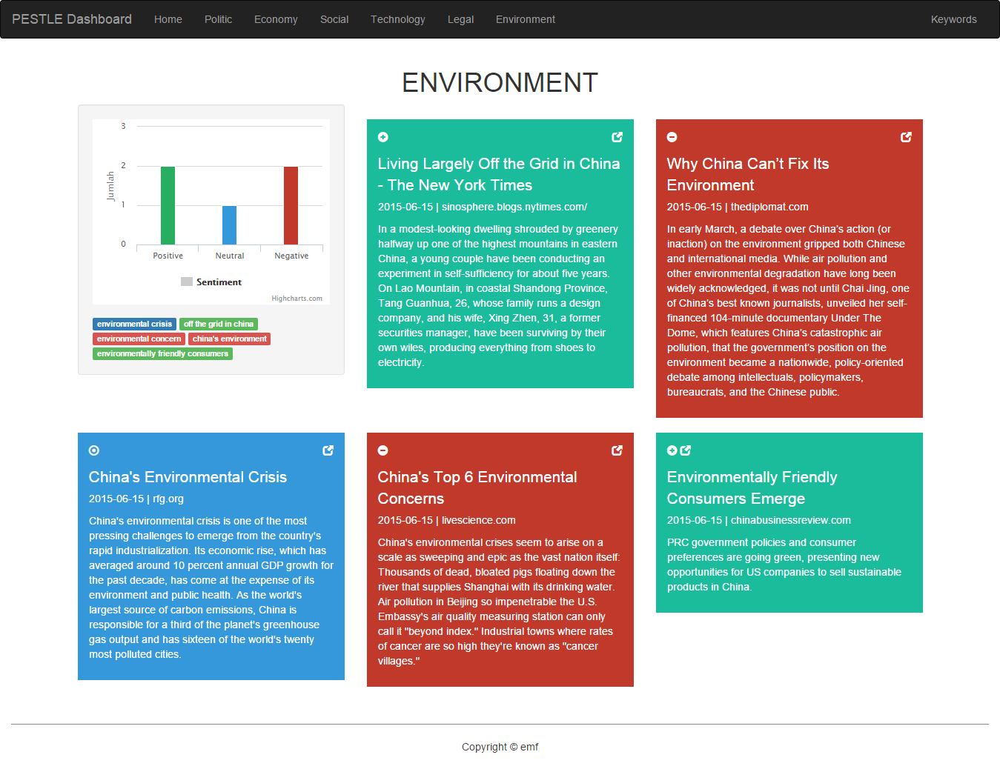 PESTLE Dashboard Home Politic Economy Social Technology Legal Environment Keywords
ENVIRONMENT
3
2
1
0
Jumlah
Positive Neutral Negative
Sentiment
Highcharts.com
environmental crisis off the grid in china
environmental concern china's environment
environmentally friendly consumers
Living Largely Off the Grid in China
- The New York Times
2015-06-15 | sinosphere.blogs.nytimes.com/
In a modest-looking dwelling shrouded by greenery
halfway up one of the highest mountains in eastern
China, a young couple have been conducting an
experiment in self-sufficiency for about five years.
On Lao Mountain, in coastal Shandong Province,
Tang Guanhua, 26, whose family runs a design
company, and his wife, Xing Zhen, 31, a former
securities manager, have been surviving by their
own wiles, producing everything from shoes to
electricity.
Why China Can’t Fix Its
Environment
2015-06-15 | thediplomat.com
In early March, a debate over China’s action (or
inaction) on the environment gripped both Chinese
and international media. While air pollution and
other environmental degradation have long been
widely acknowledged, it was not until Chai Jing, one
of China’s best known journalists, unveiled her self-
financed 104-minute documentary Under The
Dome, which features China’s catastrophic air
pollution, that the government’s position on the
environment became a nationwide, policy-oriented
debate among intellectuals, policymakers,
bureaucrats, and the Chinese public.
China's Environmental Crisis
2015-06-15 | rfg.org
China's environmental crisis is one of the most
pressing challenges to emerge from the country's
rapid industrialization. Its economic rise, which has
averaged around 10 percent annual GDP growth for
the past decade, has come at the expense of its
environment and public health. As the world's
largest source of carbon emissions, China is
responsible for a third of the planet's greenhouse
gas output and has sixteen of the world's twenty
most polluted cities.
China's Top 6 Environmental
Concerns
2015-06-15 | livescience.com
China's environmental crises seem to arise on a
scale as sweeping and epic as the vast nation itself:
Thousands of dead, bloated pigs floating down the
river that supplies Shanghai with its drinking water.
Air pollution in Beijing so impenetrable the U.S.
Embassy's air quality measuring station can only
call it "beyond index." Industrial towns where rates
of cancer are so high they're known as "cancer
villages."
Environmentally Friendly
Consumers Emerge
2015-06-15 | chinabusinessreview.com
PRC government policies and consumer
preferences are going green, presenting new
opportunities for US companies to sell sustainable
products in China.
Copyright © emf